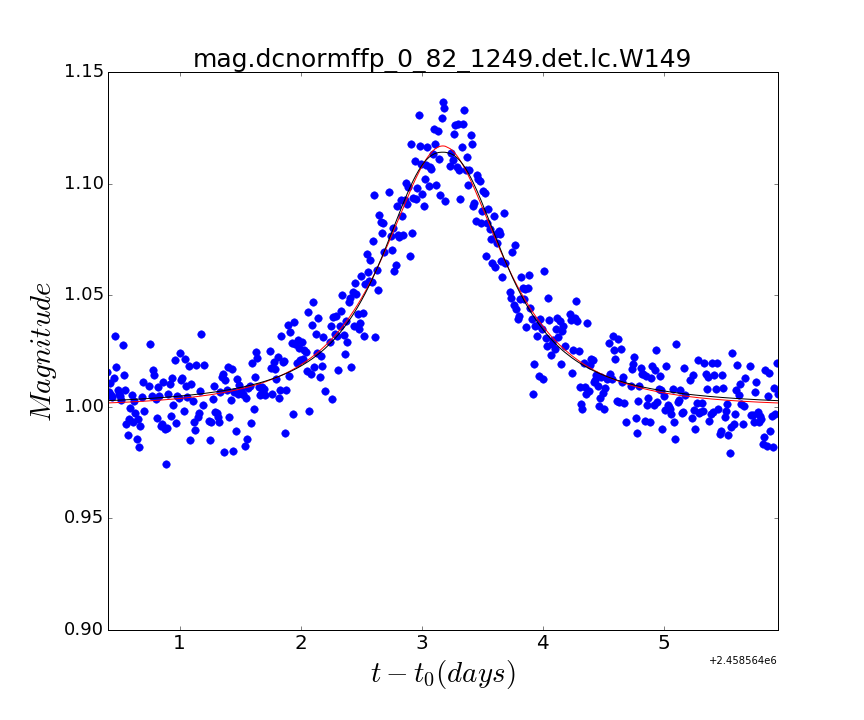 mag.dcnormffp_0_82_1249.det.lc.W149
1.15
1.10
1.05
1.00
0.95
0.90
Magnitude
1 2 3 4 5
+2.458564e6
t − t₀(days)